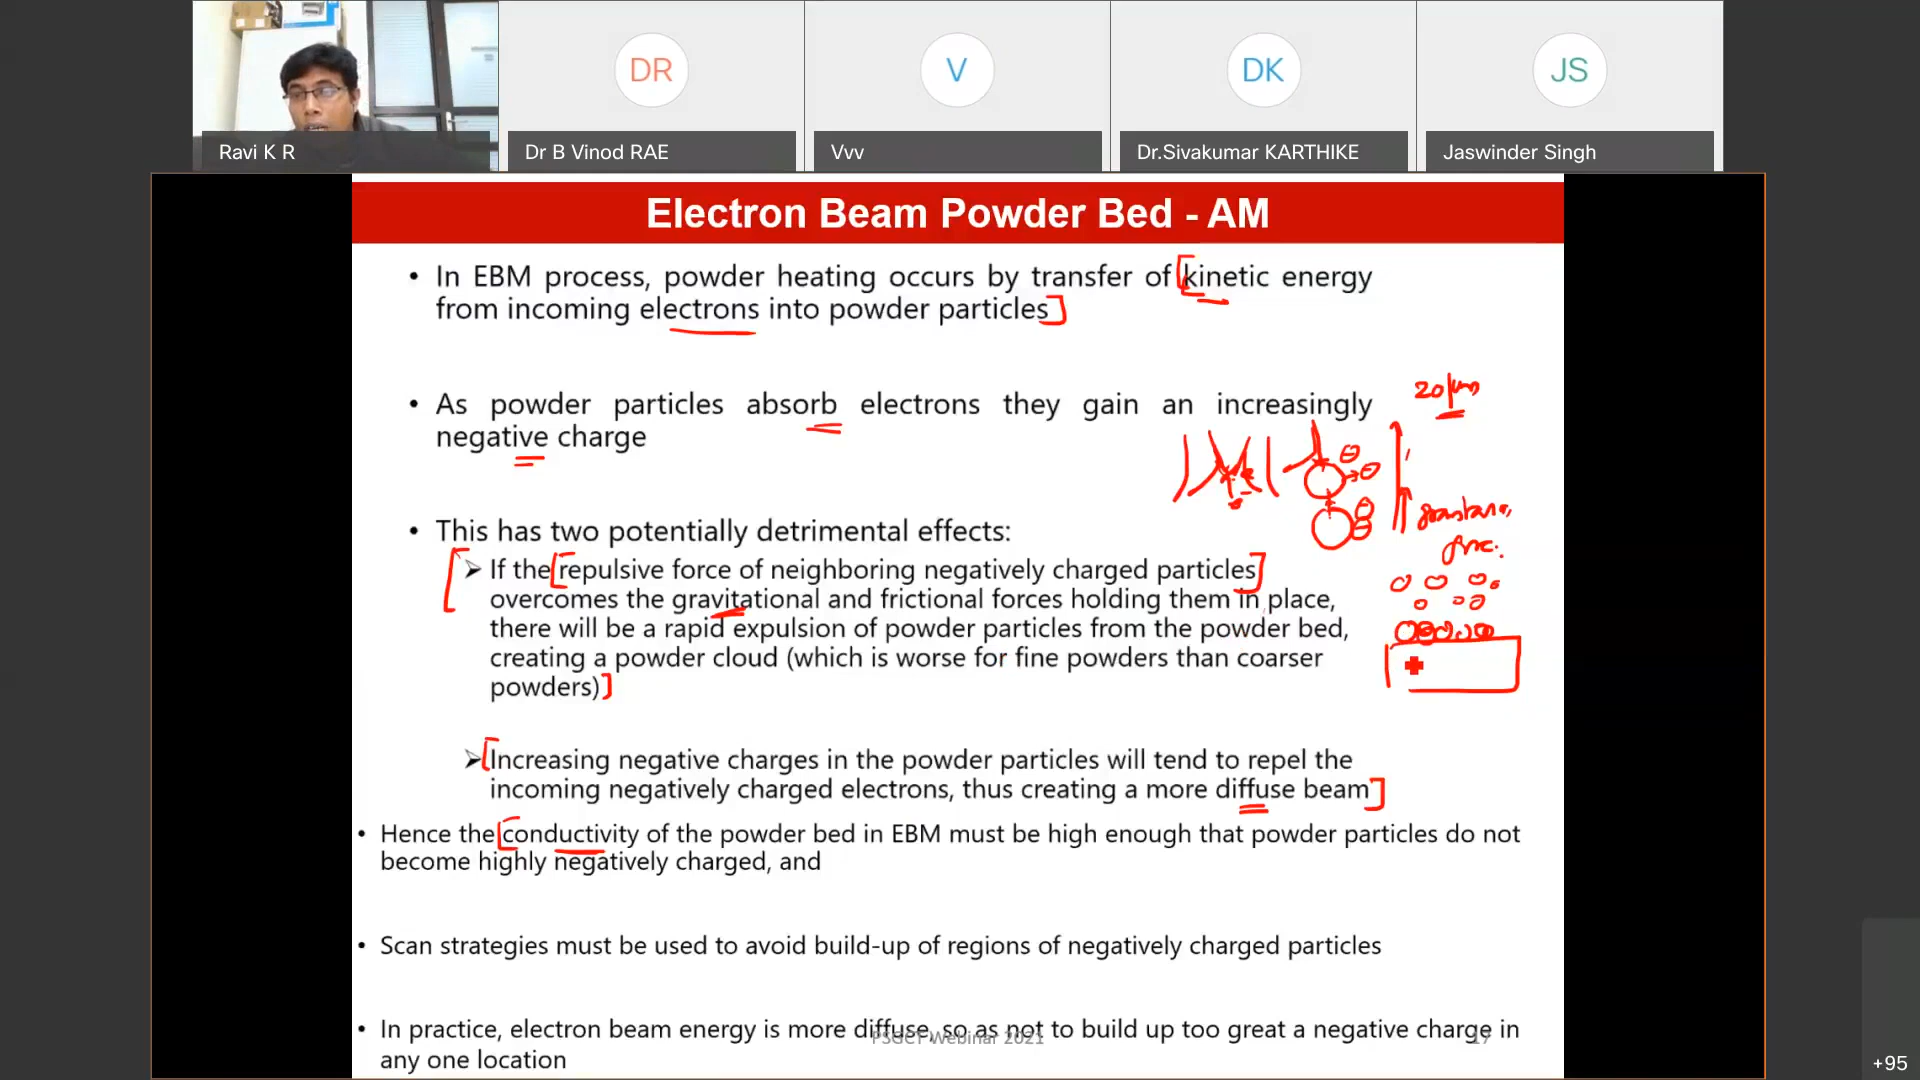 DR
V
DK
JS
Ravi K R
Dr B Vinod RAE
Vvv
Dr.Sivakumar KARTHIKE
Jaswinder Singh
Electron Beam Powder Bed - AM
• In EBM process, powder heating occurs by transfer of kinetic energy
from incoming electrons into powder particles
20 μm
• As powder particles absorb electrons they gain an increasingly
negative charge
• This has two potentially detrimental effects:
➢ If the repulsive force of neighboring negatively charged particles
overcomes the gravitational and frictional forces holding them in place,
there will be a rapid expulsion of powder particles from the powder bed,
creating a powder cloud (which is worse for fine powders than coarser
powders)
➢ Increasing negative charges in the powder particles will tend to repel the
incoming negatively charged electrons, thus creating a more diffuse beam
• Hence the conductivity of the powder bed in EBM must be high enough that powder particles do not
become highly negatively charged, and
• Scan strategies must be used to avoid build-up of regions of negatively charged particles
• In practice, electron beam energy is more diffuse, so as not to build up too great a negative charge in
any one location
PSGCT Webinar 2021
17
+95